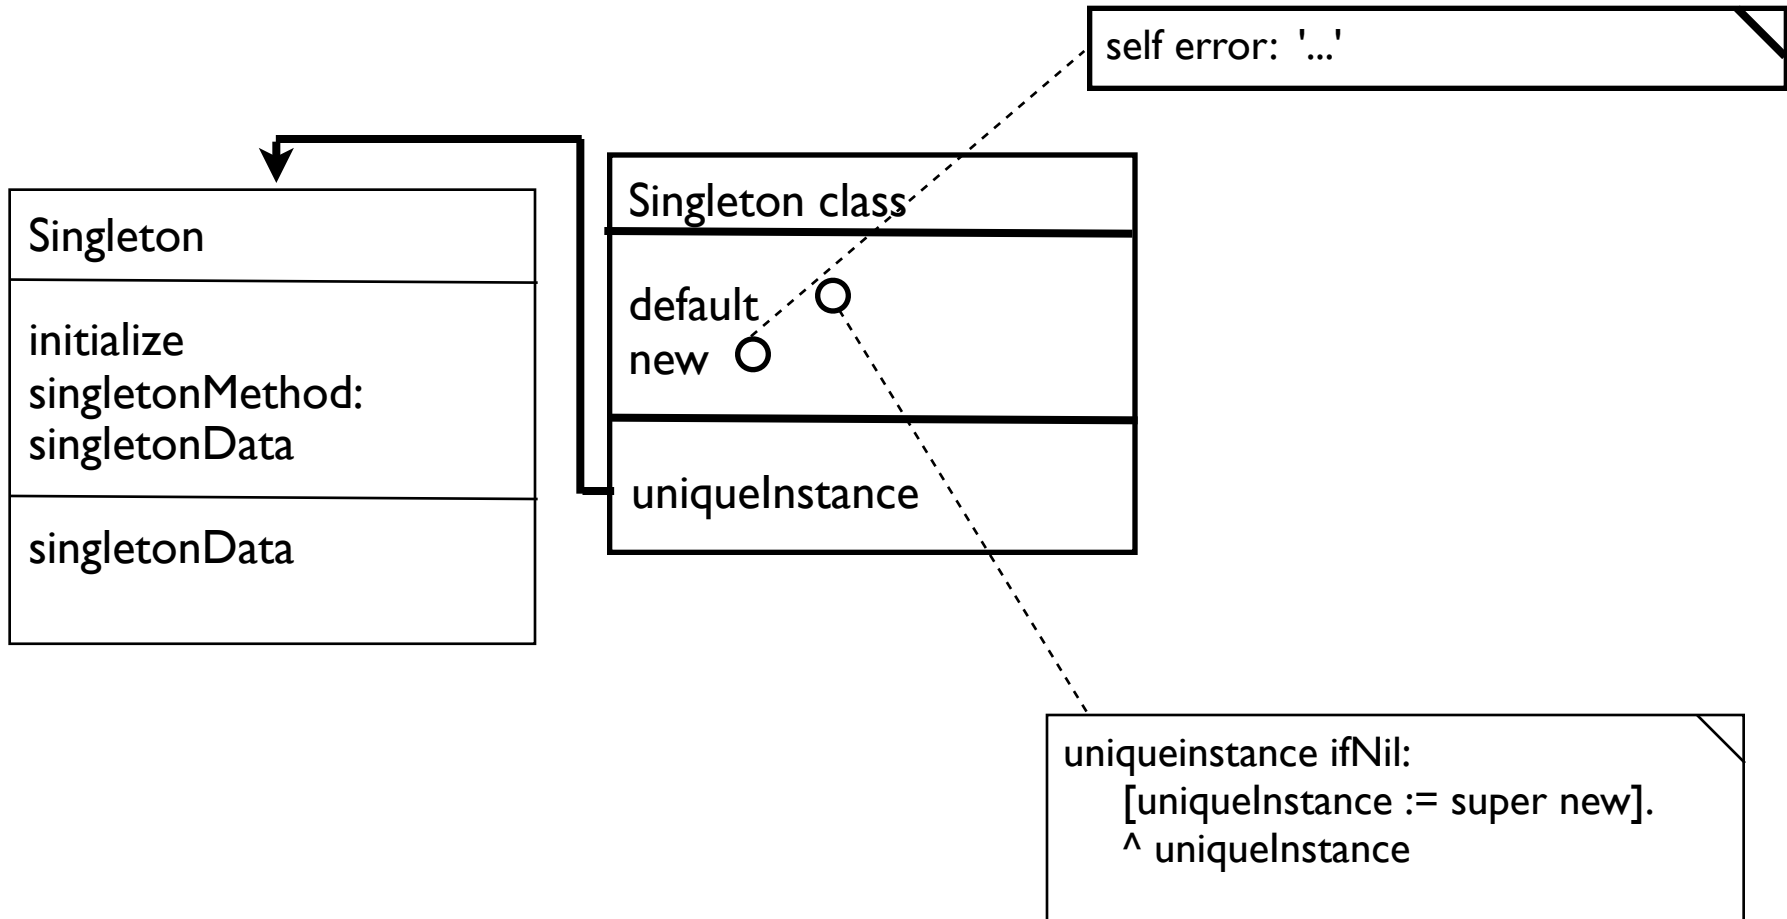 self error: '...'
Singleton
initialize
singletonMethod:
singletonData
singletonData
Singleton class
default
new
uniqueInstance
uniqueinstance ifNil:
[uniqueInstance := super new].
^ uniqueInstance